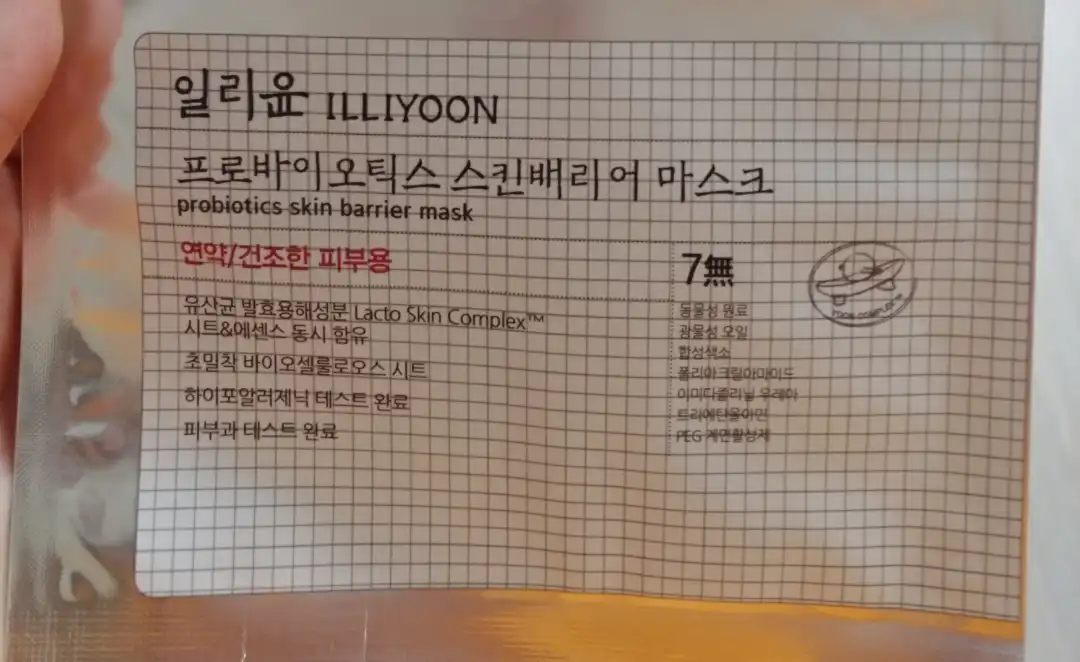 일리윤 ILLIYOON
프로바이오틱스 스킨배리어 마스크
probiotics skin barrier mask
연약/건조한 피부용
유산균 발효용해성분 Lacto Skin Complex™
시트&에센스 동시 함유
초밀착 바이오셀룰로오스 시트
하이포알러제닉 테스트 완료
피부과 테스트 완료
7無
동물성 원료
광물성 오일
합성색소
폴리아크릴아마이드
이미다졸리닐 우레아
트리에탄올아민
PEG 계면활성제
YOON COMPLEX™